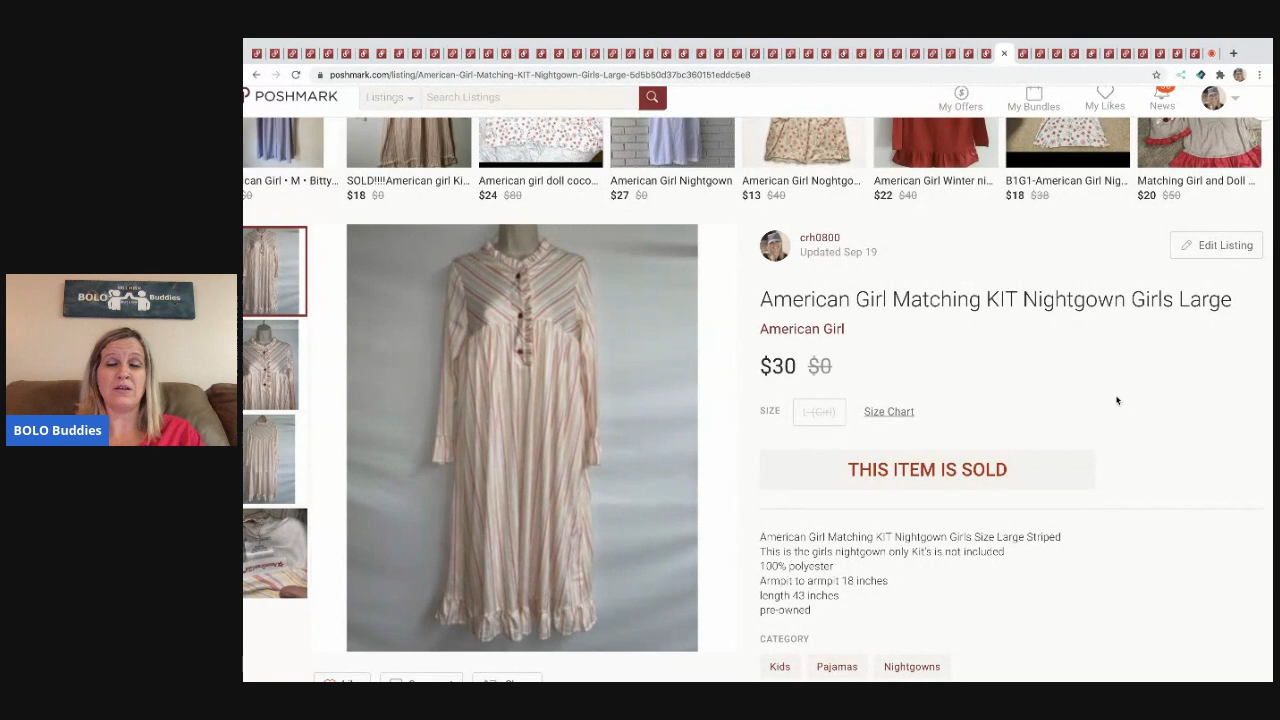 poshmark.com/listing/American-Girl-Matching-KIT-Nightgown-Girls-Large-5d5b50d37bc360151eddc5e8
POSHMARK
Listings
Search Listings
My Offers
My Bundles
My Likes
News
can Girl • M • Bitty...
SOLD!!!!American girl Ki...
American girl doll coco...
American Girl Nightgown
American Girl Noghtgo...
American Girl Winter ni...
B1G1-American Girl Nig...
Matching Girl and Doll ...
$0
$18 $0
$24 $80
$27 $0
$13 $40
$22 $40
$18 $38
$20 $50
crh0800
Updated Sep 19
Edit Listing
American Girl Matching KIT Nightgown Girls Large
American Girl
$30 $0
SIZE
L (Girl)
Size Chart
THIS ITEM IS SOLD
American Girl Matching KIT Nightgown Girls Size Large Striped
This is the girls nightgown only Kit's is not included
100% polyester
Armpit to armpit 18 inches
length 43 inches
pre-owned
CATEGORY
Kids
Pajamas
Nightgowns
BOLO
Buddies
BOLO Buddies